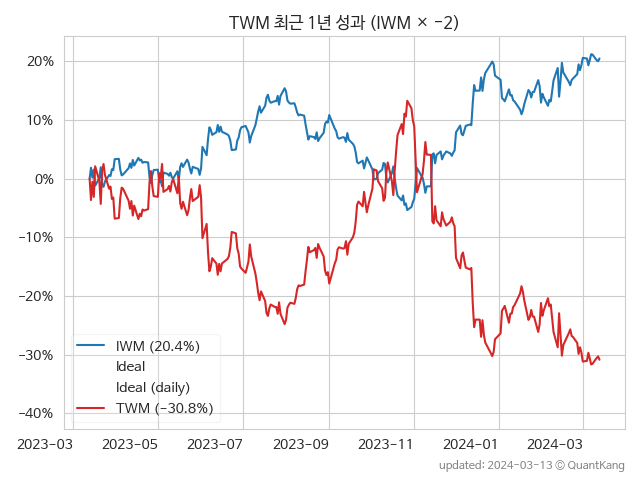 TWM 최근 1년 성과 (IWM × −2)
20%
10%
0%
−10%
−20%
−30%
−40%
IWM (20.4%)
Ideal
Ideal (daily)
TWM (−30.8%)
2023-03 2023-05 2023-07 2023-09 2023-11 2024-01 2024-03
updated: 2024-03-13 © QuantKang